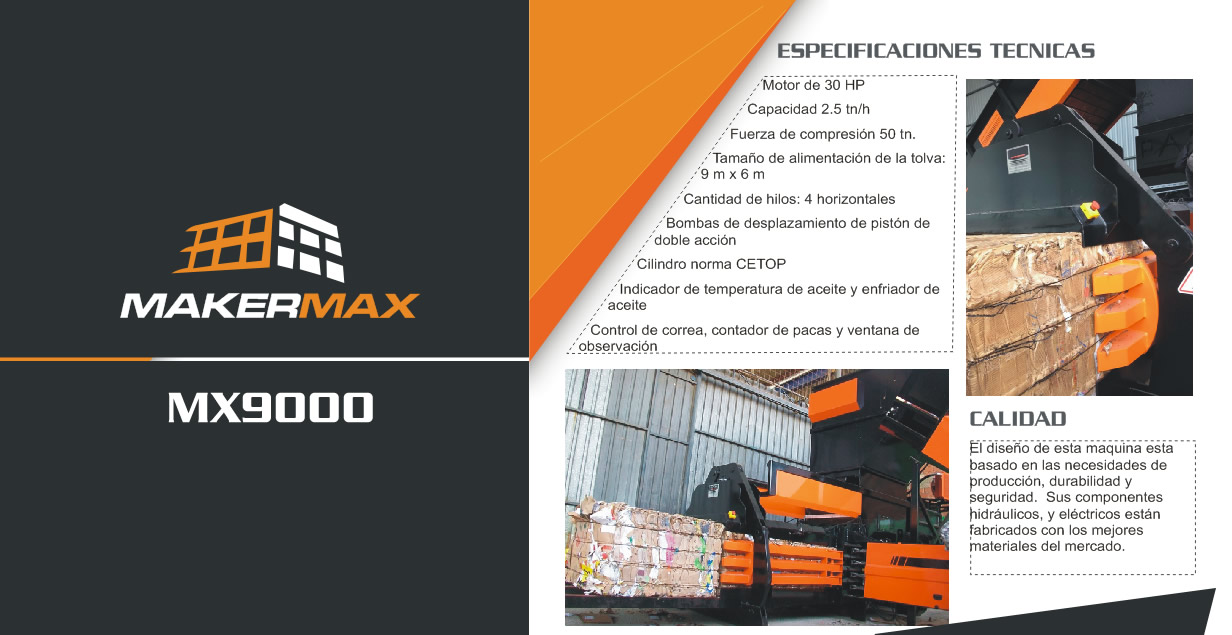 MAKERMAX
MX9000
ESPECIFICACIONES TECNICAS
Motor de 30 HP
Capacidad 2.5 tn/h
Fuerza de compresión 50 tn.
Tamaño de alimentación de la tolva:
9 m x 6 m
Cantidad de hilos: 4 horizontales
Bombas de desplazamiento de pistón de
doble acción
Cilindro norma CETOP
Indicador de temperatura de aceite y enfriador de
aceite
Control de correa, contador de pacas y ventana de
observación
CALIDAD
El diseño de esta maquina esta
basado en las necesidades de
producción, durabilidad y
seguridad. Sus componentes
hidráulicos, y eléctricos están
fabricados con los mejores
materiales del mercado.